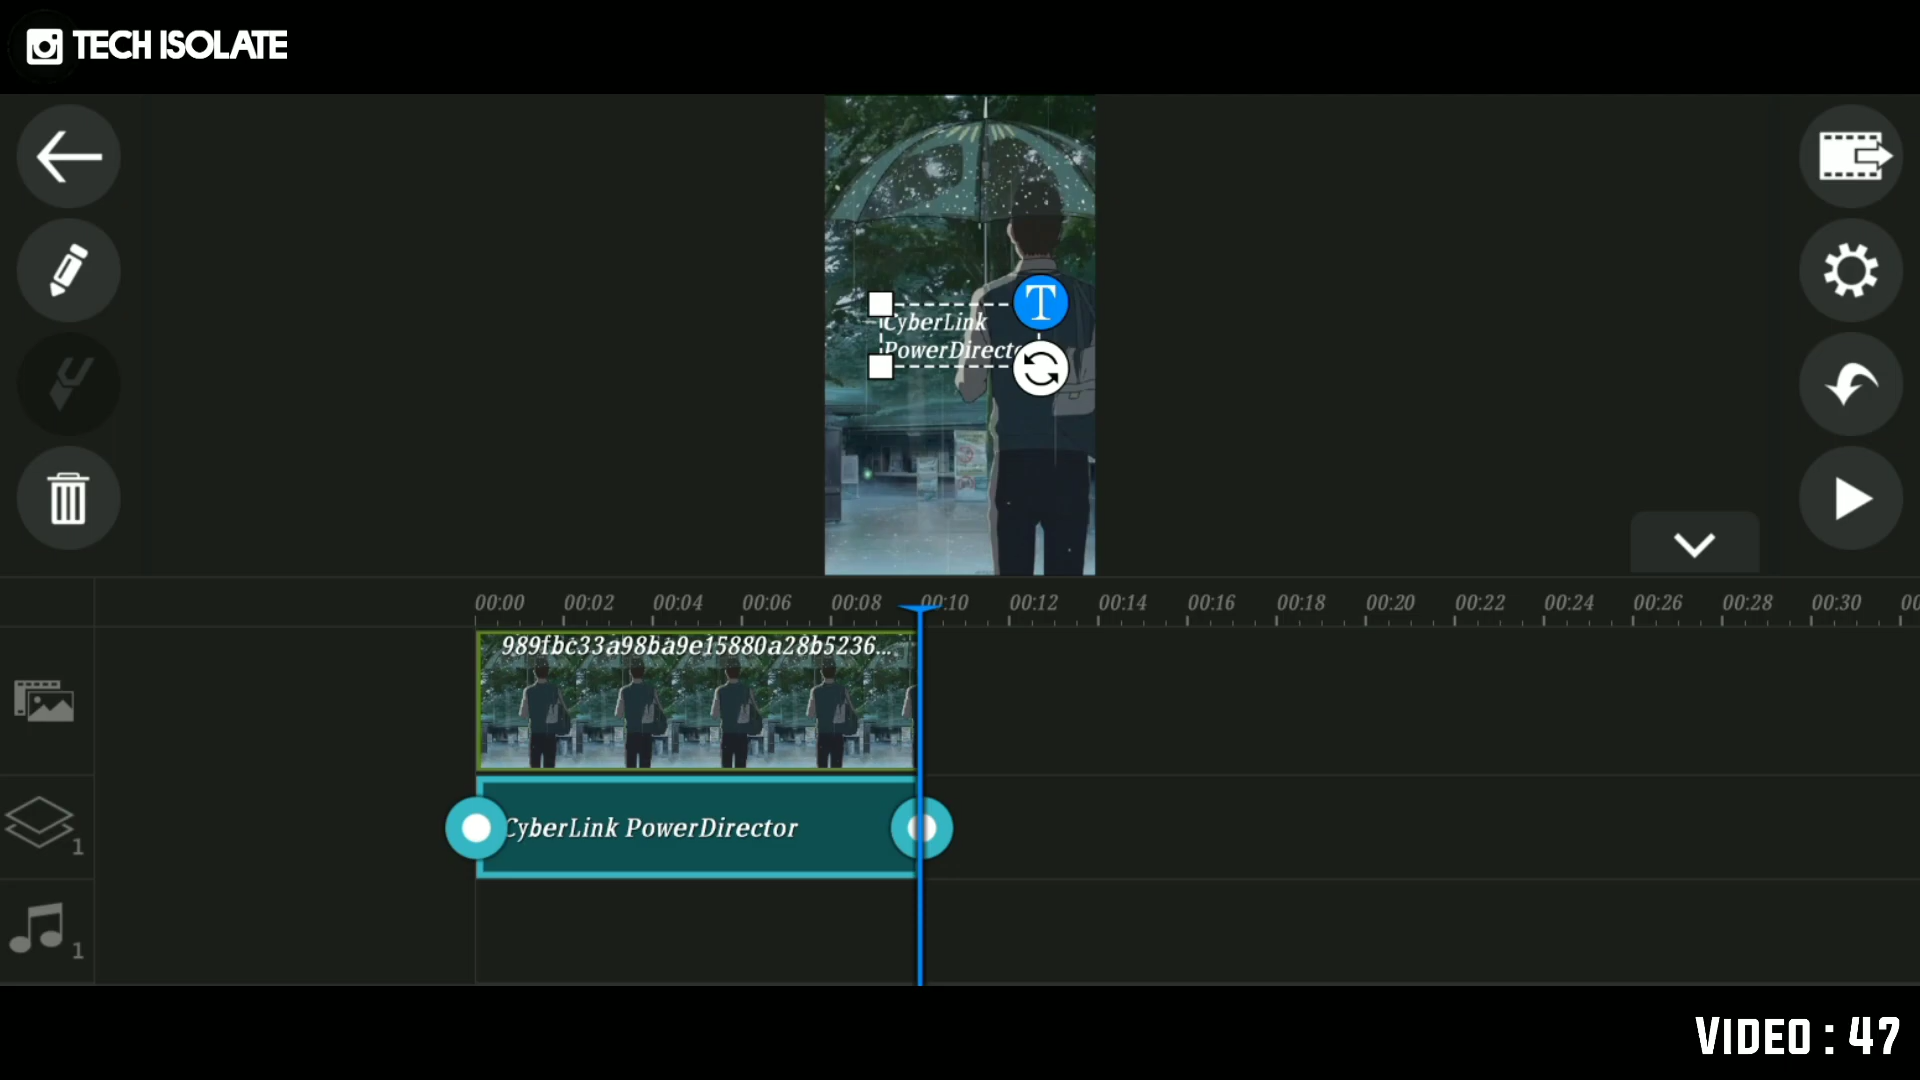 TECH ISOLATE
T
CyberLink
PowerDirecto
00:00 00:02 00:04 00:06 00:08 00:10 00:12 00:14 00:16 00:18 00:20 00:22 00:24 00:26 00:28 00:30 00
989fbc33a98ba9e15880a28b5236...
CyberLink PowerDirector
1
1
VIDEO : 47